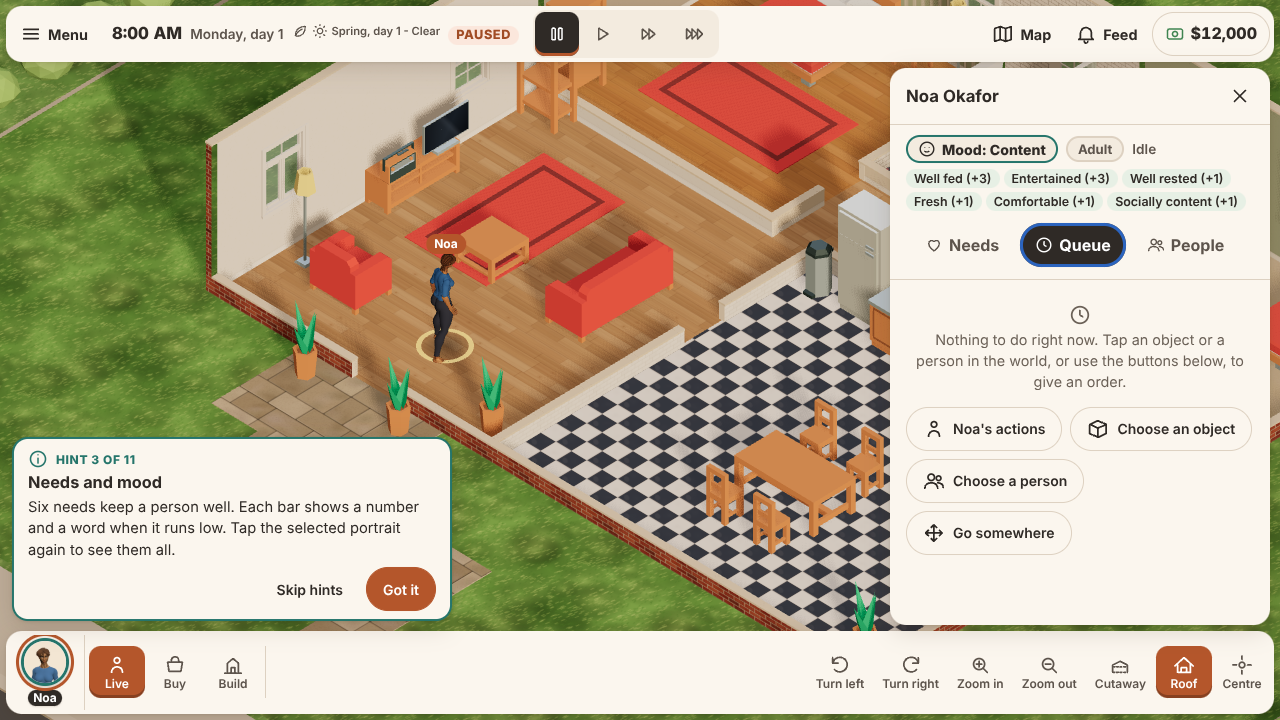 Menu
8:00 AM Monday, day 1
Spring, day 1 - Clear
PAUSED
Map
Feed
$12,000
Noa Okafor
Mood: Content
Adult
Idle
Well fed (+3)
Entertained (+3)
Well rested (+1)
Fresh (+1)
Comfortable (+1)
Socially content (+1)
Needs
Queue
People
Nothing to do right now. Tap an object or a
person in the world, or use the buttons below, to
give an order.
Noa's actions
Choose an object
Choose a person
Go somewhere
Noa
HINT 3 OF 11
Needs and mood
Six needs keep a person well. Each bar shows a number
and a word when it runs low. Tap the selected portrait
again to see them all.
Skip hints
Got it
Noa
Live
Buy
Build
Turn left
Turn right
Zoom in
Zoom out
Cutaway
Roof
Centre